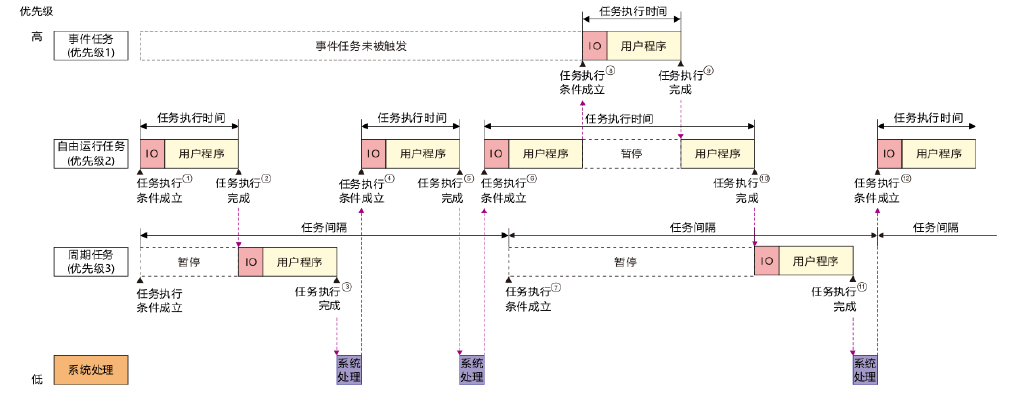 优先级
高
任务执行时间
事件任务
(优先级1)
事件任务未被触发
IO
用户程序
任务执行⑧
条件成立
任务执行⑨
完成
任务执行时间
任务执行时间
任务执行时间
任务执行时间
自由运行任务
(优先级2)
IO
用户程序
IO
用户程序
IO
用户程序
暂停
用户程序
IO
用户程序
任务执行①
条件成立
任务执行②
完成
任务执行④
条件成立
任务执行⑤
完成
任务执行⑥
条件成立
任务执行⑩
完成
任务执行⑫
条件成立
任务间隔
任务间隔
任务间隔
周期任务
(优先级3)
暂停
IO
用户程序
暂停
IO
用户程序
任务执行
条件成立
任务执行③
完成
任务执行⑦
条件成立
任务执行⑪
完成
低
系统处理
系统
处理
系统
处理
系统
处理